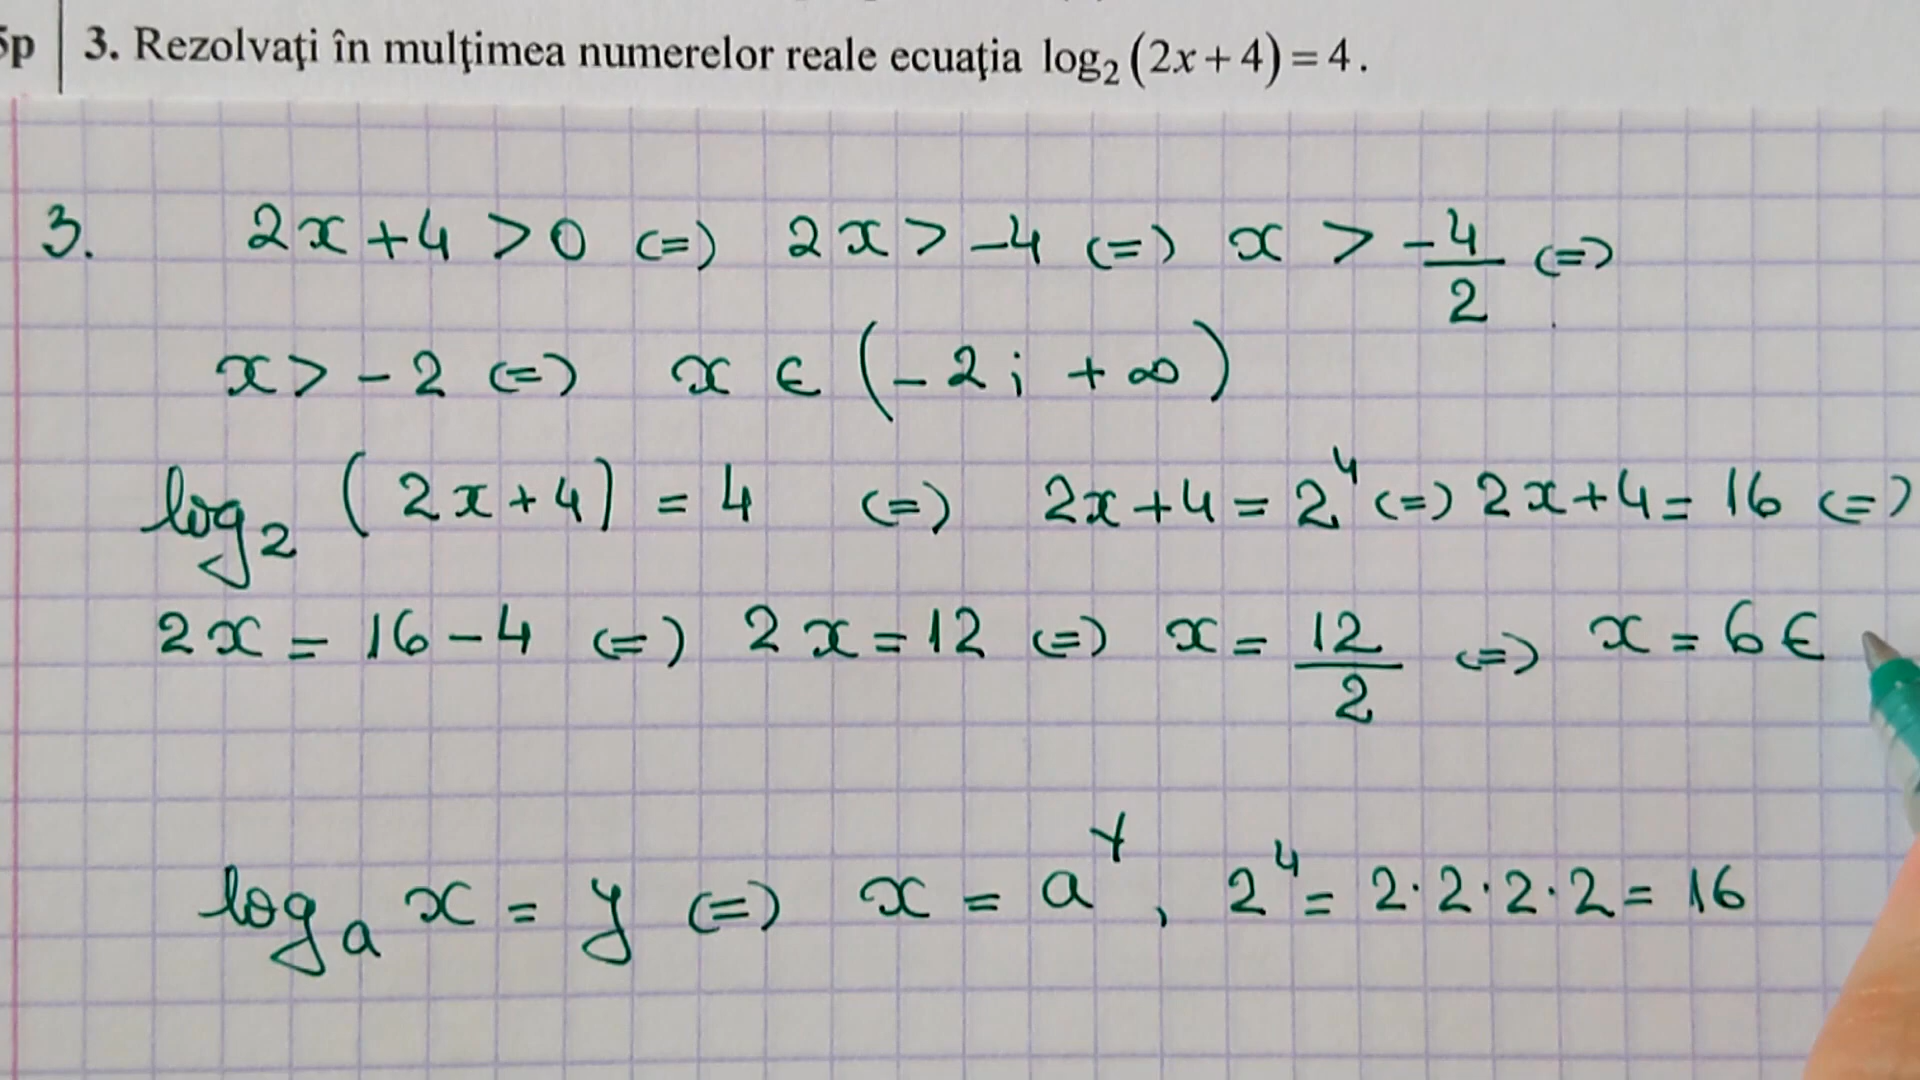 5p 3. Rezolvaţi în mulţimea numerelor reale ecuaţia log₂(2x+4)=4.
3. 2x+4>0 (=) 2x>-4 (=) x>-4/2 (=)
x>-2 (=) x∈(-2; +∞)
log₂(2x+4)=4 (=) 2x+4=2⁴ (=) 2x+4=16 (=)
2x=16-4 (=) 2x=12 (=) x=12/2 (=) x=6∈
logₐx=y (=) x=aʸ, 2⁴=2·2·2·2=16